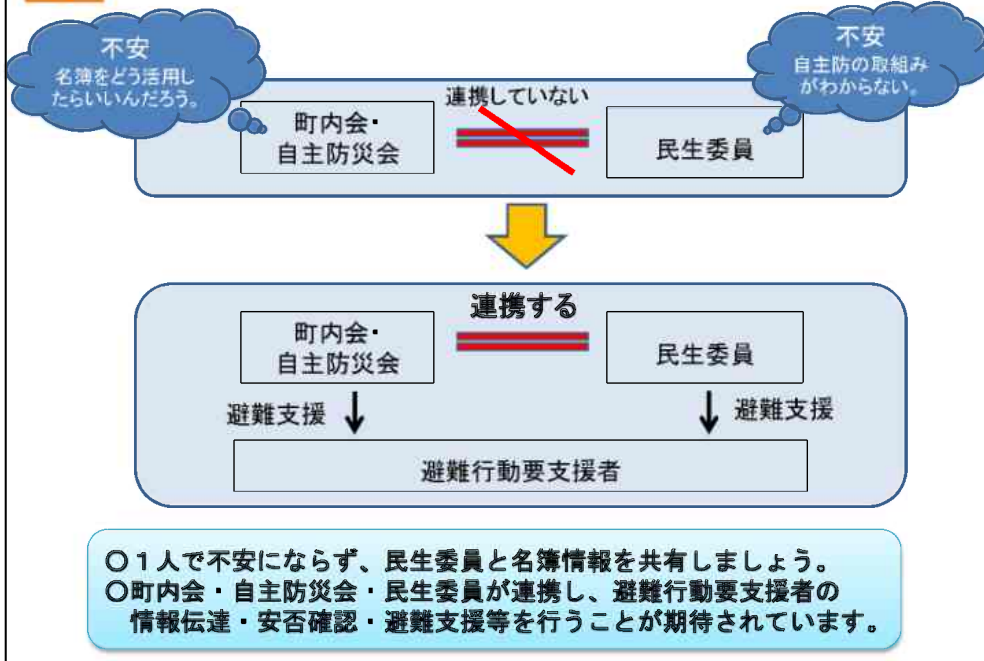 不安
名簿をどう活用し
たらいいんだろう。
不安
自主防の取組み
がわからない。
連携していない
町内会・
自主防災会
民生委員
連携する
町内会・
自主防災会
民生委員
避難支援
避難支援
避難行動要支援者
○１人で不安にならず、民生委員と名簿情報を共有しましょう。
○町内会・自主防災会・民生委員が連携し、避難行動要支援者の
情報伝達・安否確認・避難支援等を行うことが期待されています。